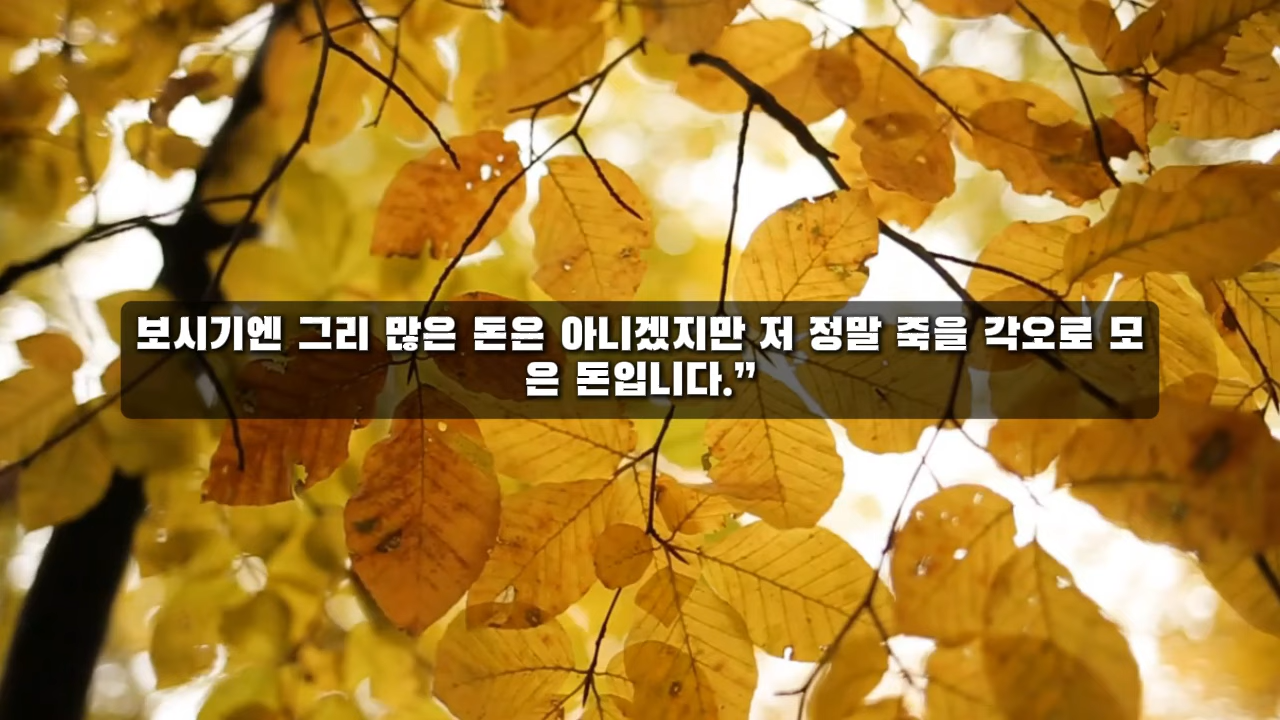 보시기엔 그리 많은 돈은 아니겠지만 저 정말 죽을 각오로 모
은 돈입니다.”